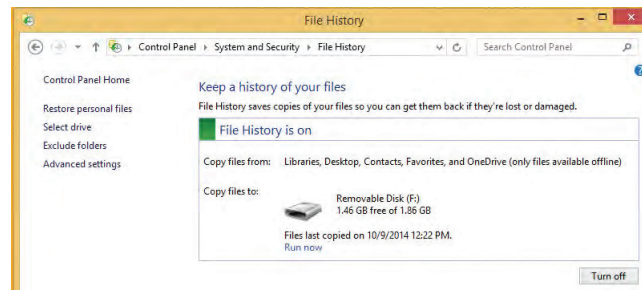 File History
Control Panel ▸ System and Security ▸ File History
Search Control Panel
Control Panel Home
Restore personal files
Select drive
Exclude folders
Advanced settings
Keep a history of your files
File History saves copies of your files so you can get them back if they're lost or damaged.
File History is on
Copy files from: Libraries, Desktop, Contacts, Favorites, and OneDrive (only files available offline)
Copy files to: Removable Disk (F:)
1.46 GB free of 1.86 GB
Files last copied on 10/9/2014 12:22 PM.
Run now
Turn off